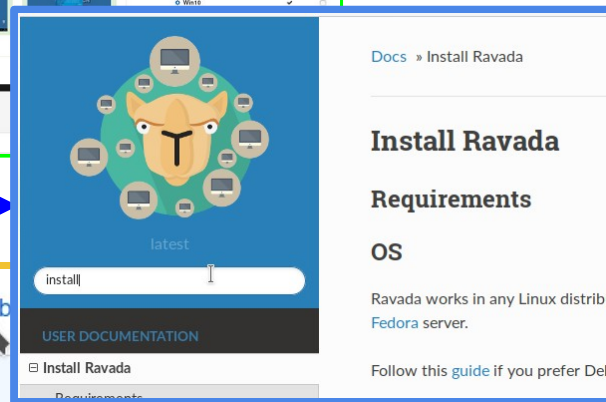 Win10
Docs » Install Ravada
Install Ravada
Requirements
OS
latest
install
Ravada works in any Linux distrib
Fedora server.
USER DOCUMENTATION
Install Ravada
Follow this guide if you prefer Del
Requirements